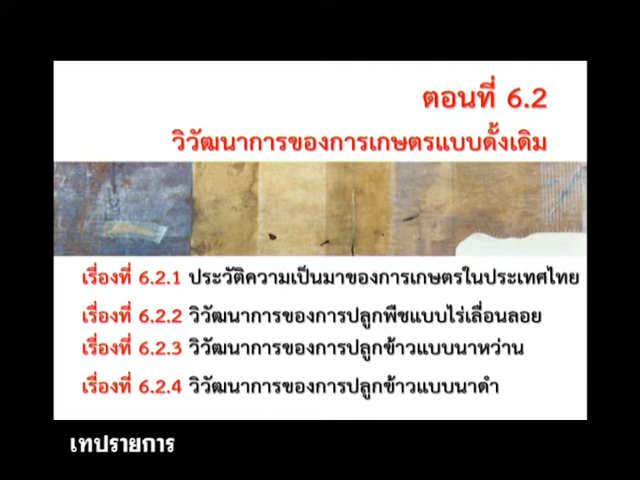 ตอนที่ 6.2
วิวัฒนาการของการเกษตรแบบดั้งเดิม
เรื่องที่ 6.2.1 ประวัติความเป็นมาของการเกษตรในประเทศไทย
เรื่องที่ 6.2.2 วิวัฒนาการของการปลูกพืชแบบไร่เลื่อนลอย
เรื่องที่ 6.2.3 วิวัฒนาการของการปลูกข้าวแบบนาหว่าน
เรื่องที่ 6.2.4 วิวัฒนาการของการปลูกข้าวแบบนาดำ
เทปรายการ